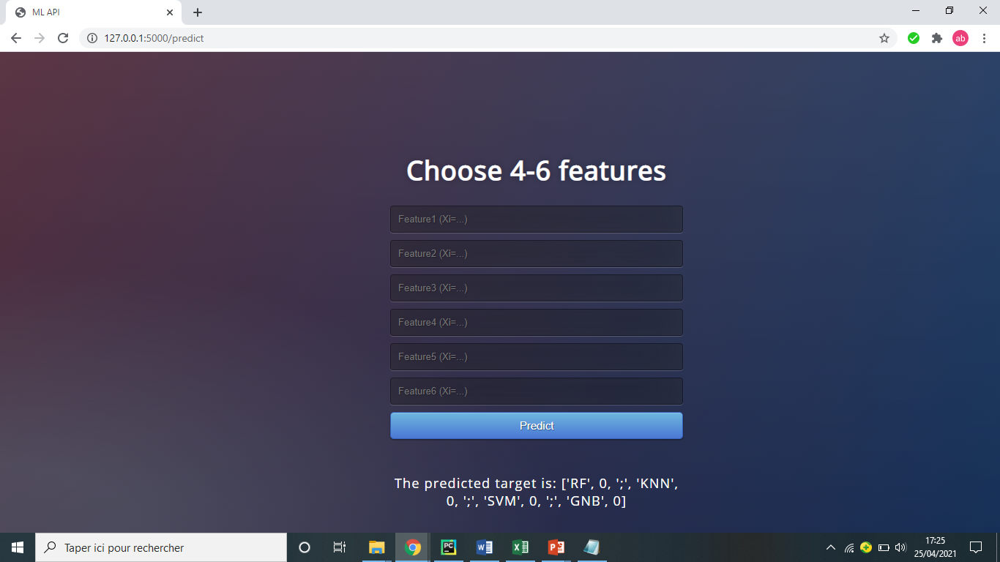 ML API
127.0.0.1:5000/predict
ab
Choose 4-6 features
Feature1 (Xi=...)
Feature2 (Xi=...)
Feature3 (Xi=...)
Feature4 (Xi=...)
Feature5 (Xi=...)
Feature6 (Xi=...)
Predict
The predicted target is: ['RF', 0, ';', 'KNN',
0, ';', 'SVM', 0, ';', 'GNB', 0]
Taper ici pour rechercher
PC
17:25
25/04/2021